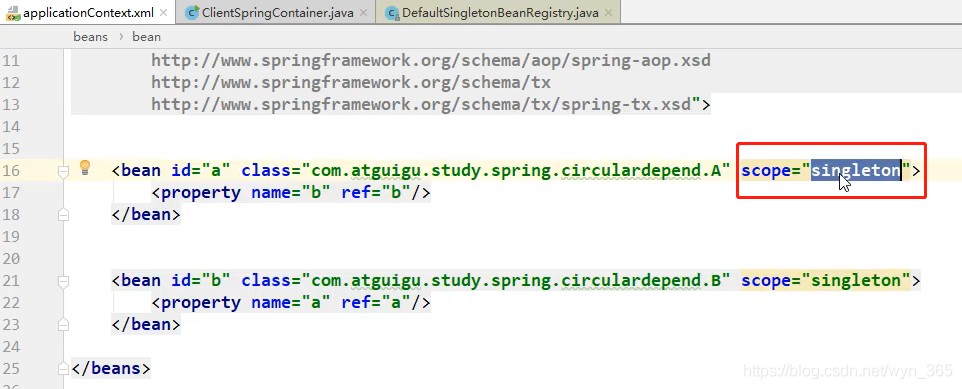 applicationContext.xml ClientSpringContainer.java DefaultSingletonBeanRegistry.java
beans bean
11 http://www.springframework.org/schema/aop/spring-aop.xsd
12 http://www.springframework.org/schema/tx
13 http://www.springframework.org/schema/tx/spring-tx.xsd">
14
15
16 <bean id="a" class="com.atguigu.study.spring.circulardepend.A" scope="singleton">
17 <property name="b" ref="b"/>
18 </bean>
19
20
21 <bean id="b" class="com.atguigu.study.spring.circulardepend.B" scope="singleton">
22 <property name="a" ref="a"/>
23 </bean>
24
25 </beans>
https://blog.csdn.net/wyn_365